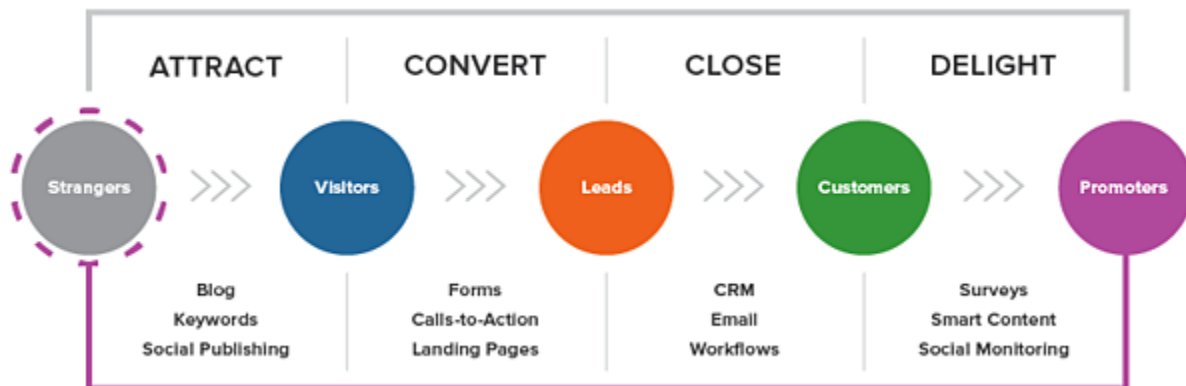 ATTRACT CONVERT CLOSE DELIGHT
Strangers Visitors Leads Customers Promoters
Blog Forms CRM Surveys
Keywords Calls-to-Action Email Smart Content
Social Publishing Landing Pages Workflows Social Monitoring